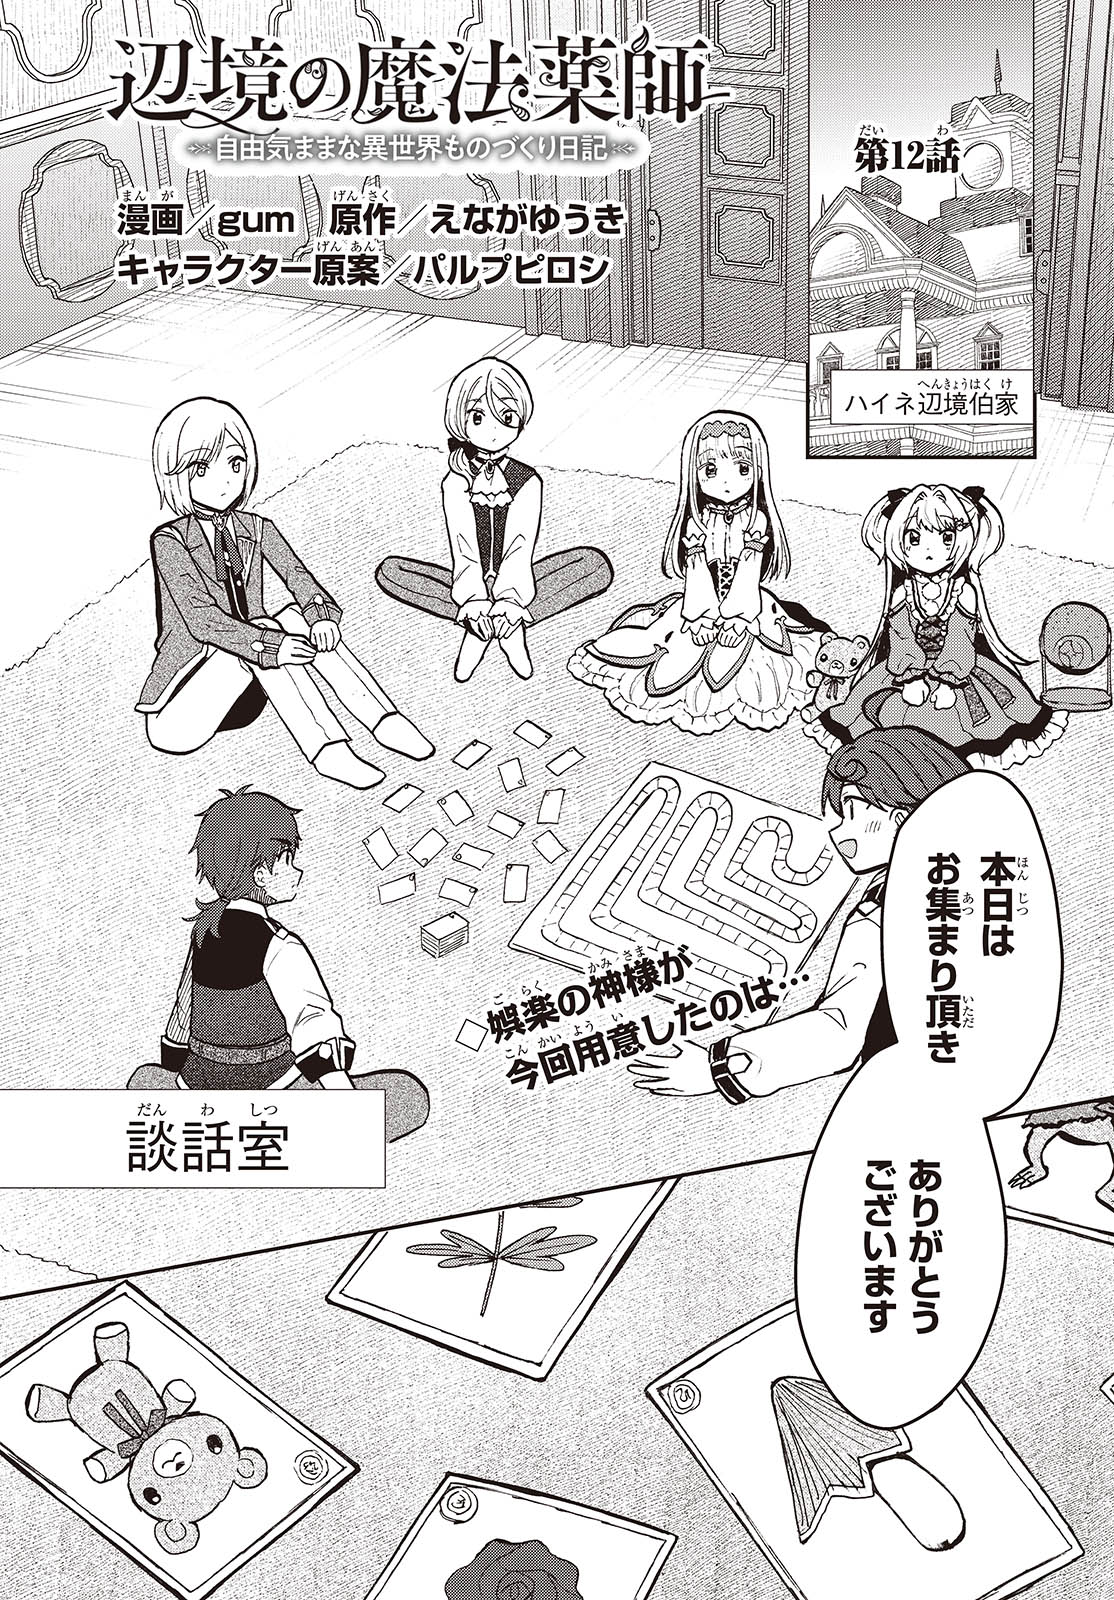 辺境の魔法薬師
自由気ままな異世界ものづくり日記
漫画／gum 原作／えながゆうき
キャラクター原案／パルプピロシ
第12話
ハイネ辺境伯家
本日は
お集まり頂き
ありがとう
ございます
◇娯楽の神様が
今回用意したのは…
談話室